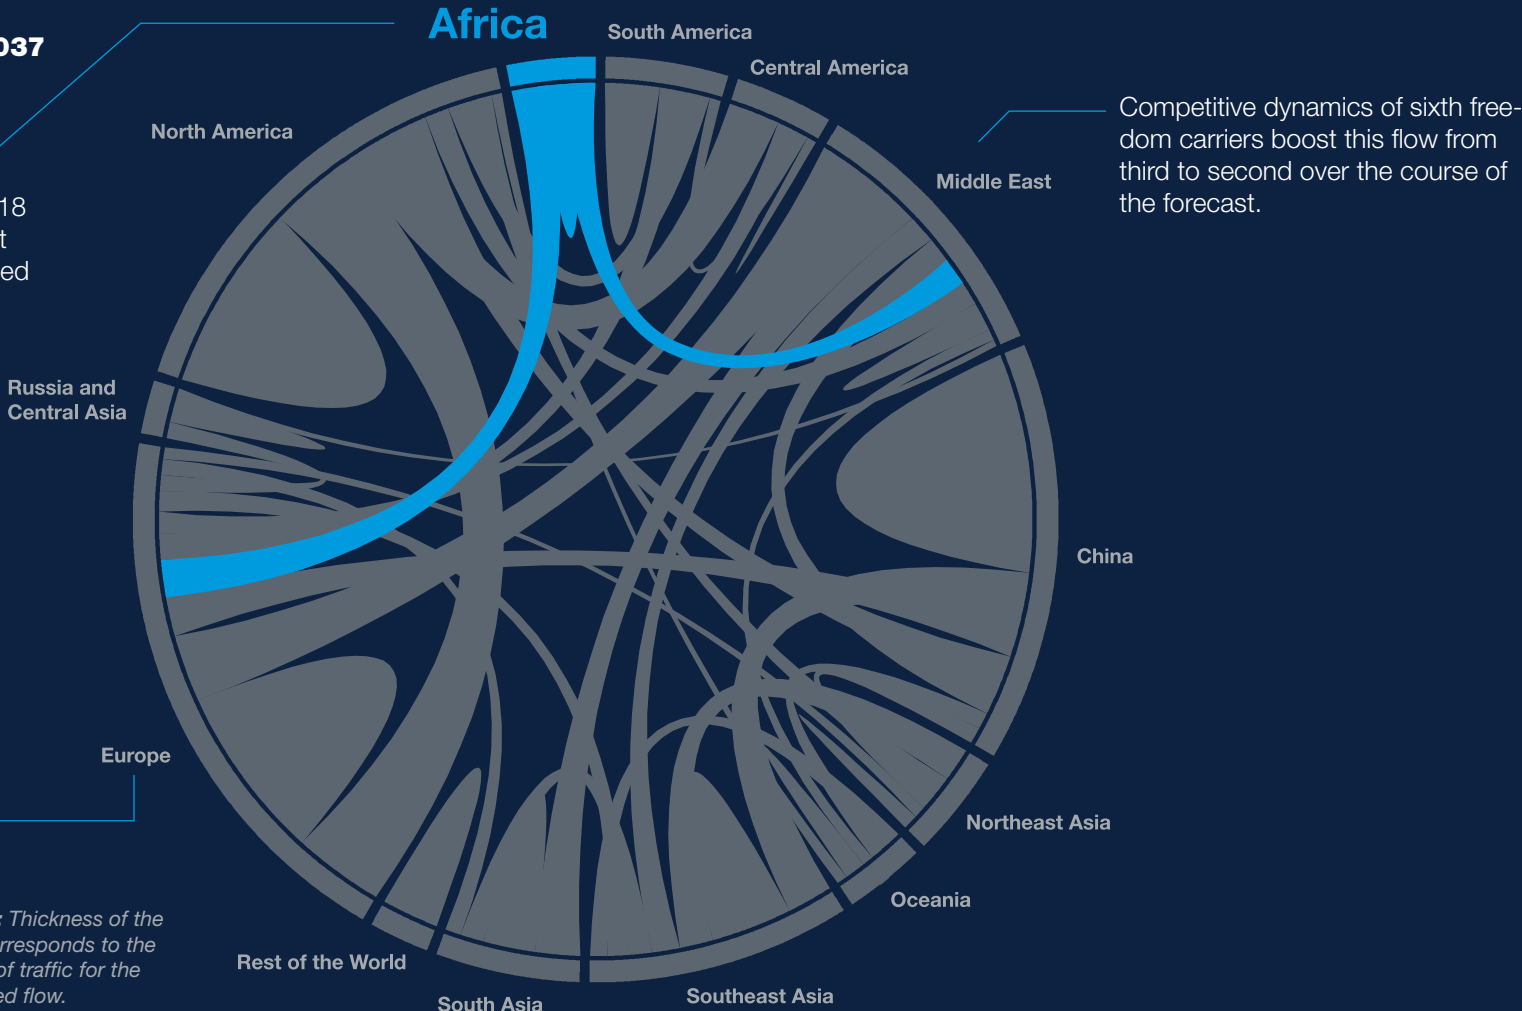 Africa
South America
Central America
037
North America
Competitive dynamics of sixth free-
dom carriers boost this flow from
third to second over the course of
the forecast.
Middle East
18
t
ed
Russia and
Central Asia
China
Europe
Northeast Asia
Oceania
: Thickness of the
rresponds to the
of traffic for the
ed flow.
Rest of the World
South Asia
Southeast Asia